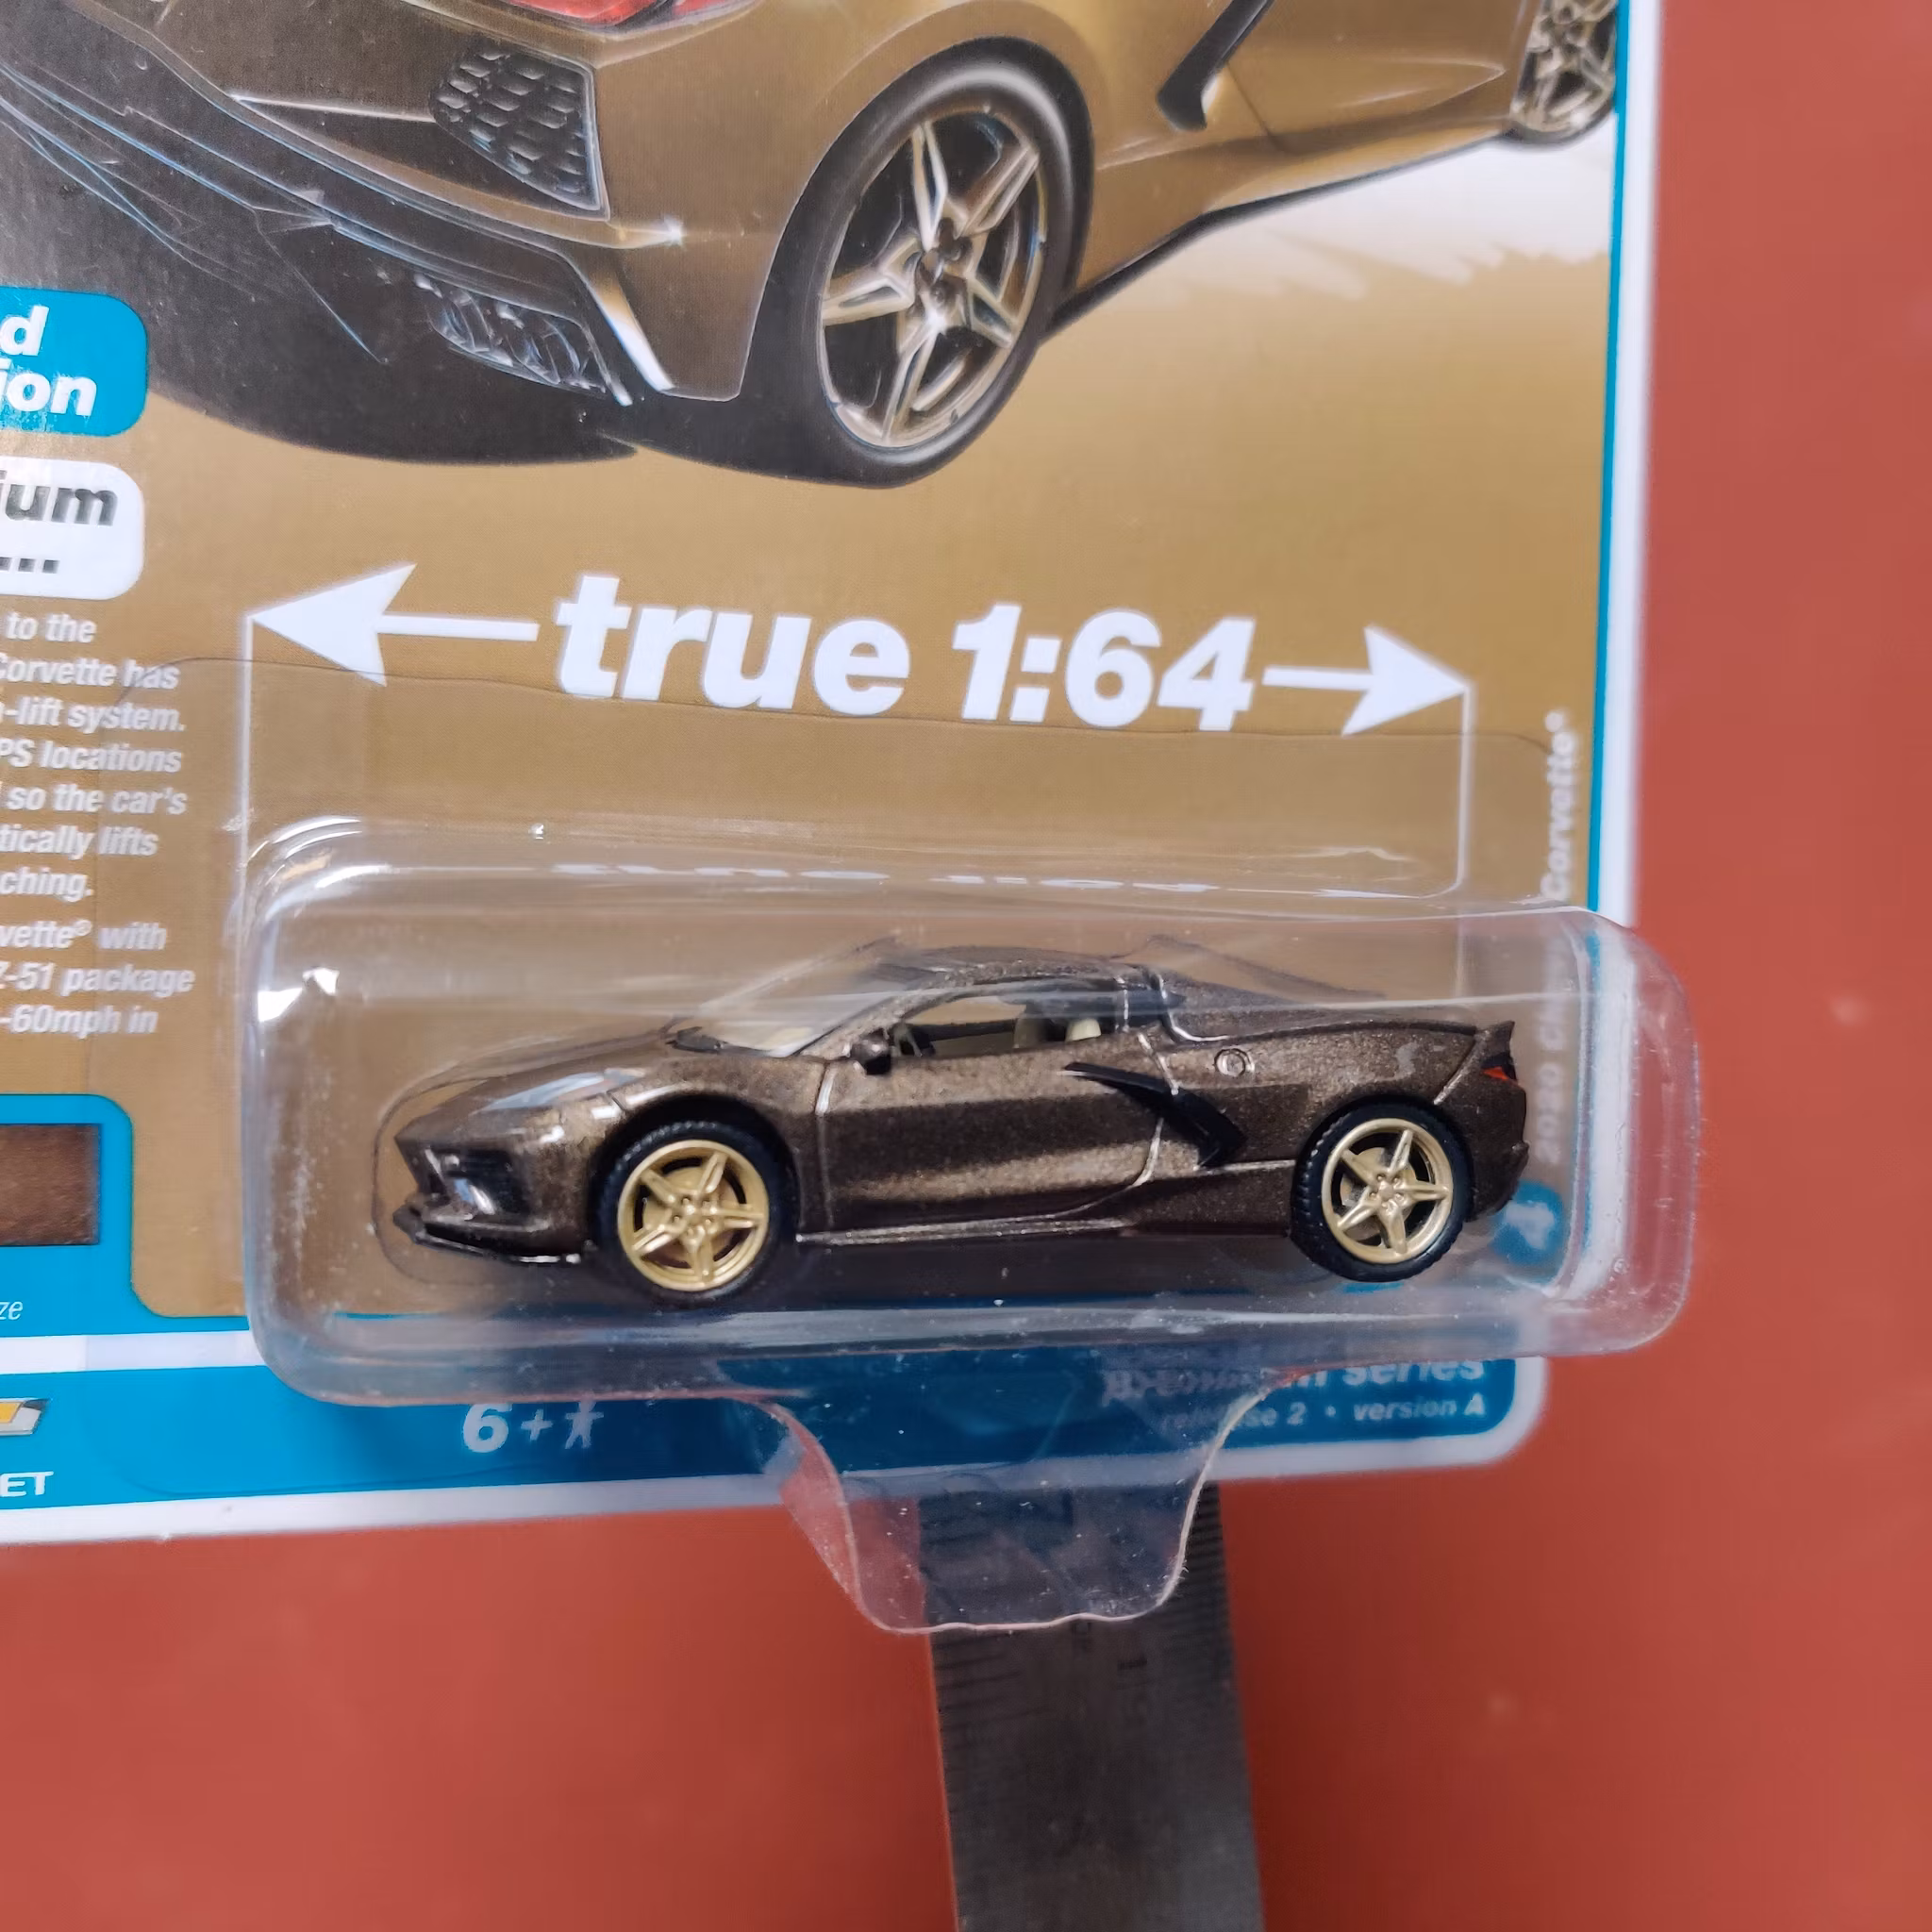 d
ion
ium
...
to the
Corvette has
-lift system.
PS locations
so the car's
tically lifts
ching.
vette® with
Z-51 package
-60mph in
true 1:64
Corvette®
2020
4
ze
ET
6+
series
2 • version A